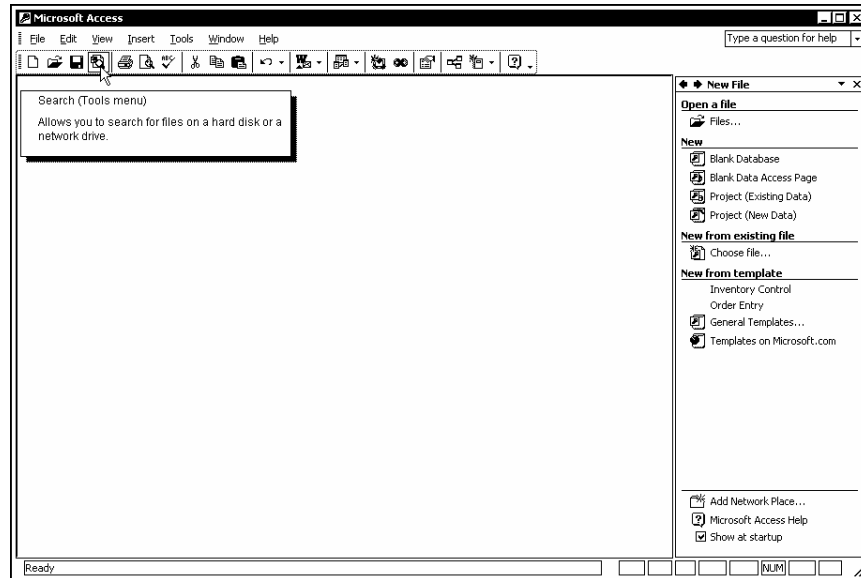 Microsoft Access
File Edit View Insert Tools Window Help
Type a question for help
Search (Tools menu)
Allows you to search for files on a hard disk or a
network drive.
New File
Open a file
Files...
New
Blank Database
Blank Data Access Page
Project (Existing Data)
Project (New Data)
New from existing file
Choose file...
New from template
Inventory Control
Order Entry
General Templates...
Templates on Microsoft.com
Add Network Place...
Microsoft Access Help
Show at startup
Ready
NUM